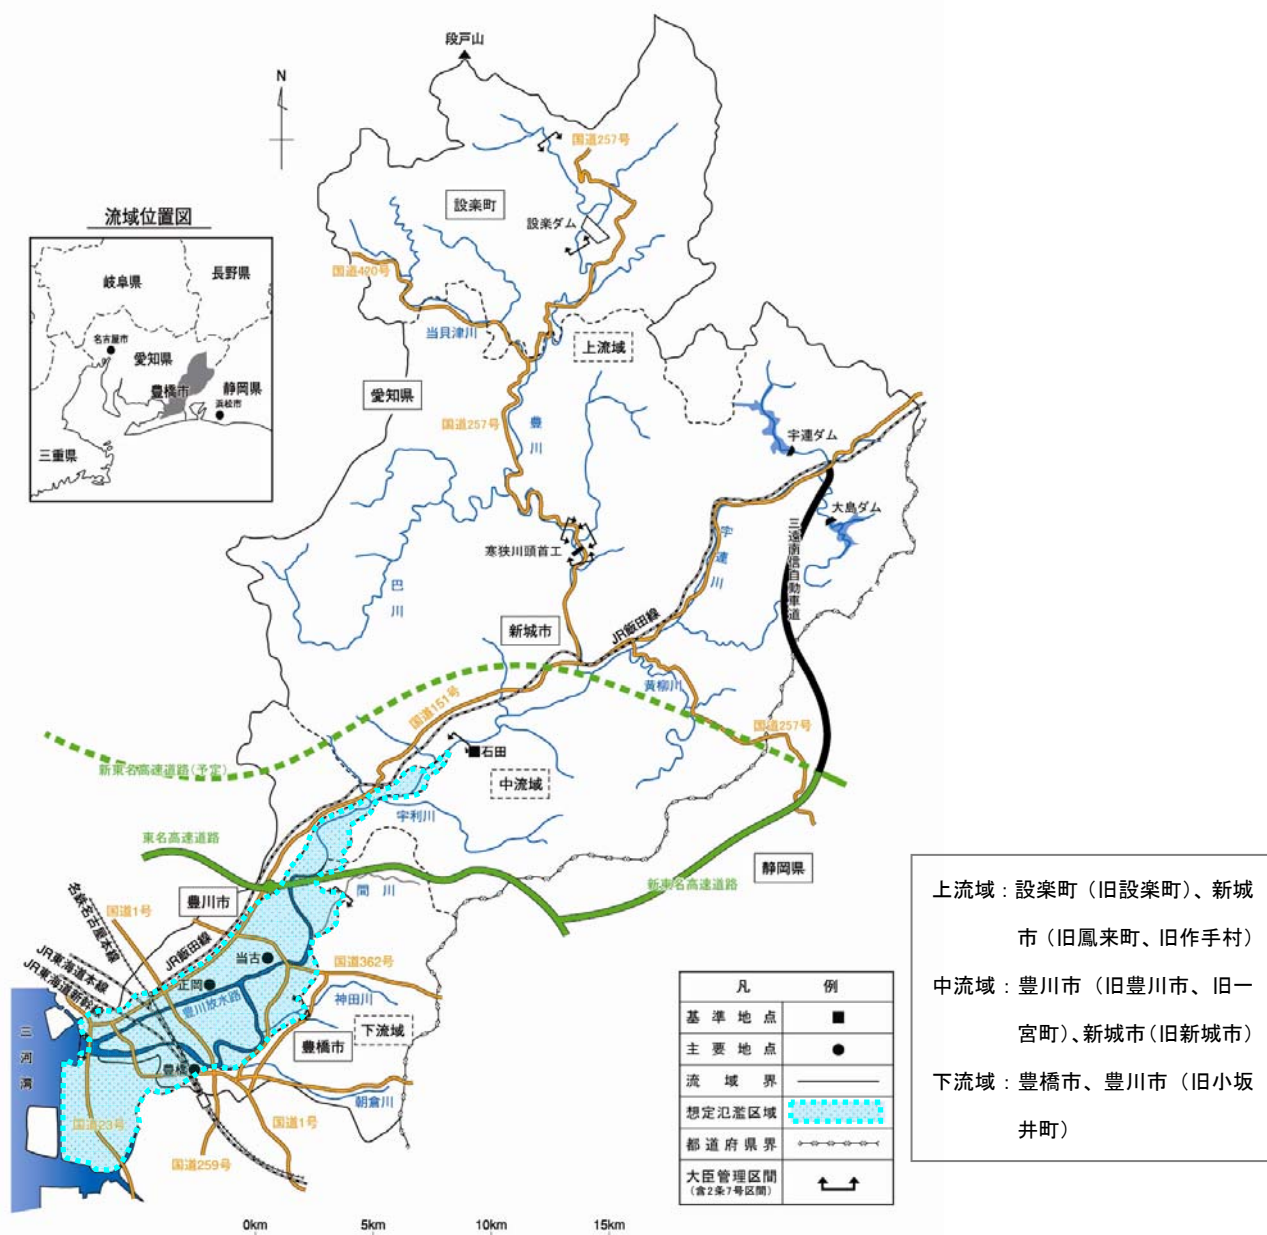 段戸山
N
国道257号
設楽町
流域位置図
設楽ダム
長野県
岐阜県
国道420号
名古屋市
当貝津川
上流域
愛知県
豊橋市
静岡県
浜松市
愛知県
国道257号
豊川
宇連ダム
三重県
大島ダム
三遠南信自動車道
宇連川
寒狭川頭首工
巴川
新城市
JR飯田線
黄柳川
国道151号
国道257号
石田
新東名高速道路(予定)
中流域
宇利川
東名高速道路
静岡県
新東名高速道路
間川
豊川市
名鉄名古屋本線
国道1号
JR飯田線
当古
国道362号
JR東海道本線
JR東海道新幹線
正岡
豊川放水路
神田川
下流域
三河湾
豊橋市
豊橋
朝倉川
国道23号
国道1号
国道259号
0km 5km 10km 15km
凡例
基準地点
主要地点
流域界
想定氾濫区域
都道府県界
大臣管理区間
(含2条7号区間)
上流域：設楽町（旧設楽町）、新城
市（旧鳳来町、旧作手村）
中流域：豊川市（旧豊川市、旧一
宮町）、新城市（旧新城市）
下流域：豊橋市、豊川市（旧小坂
井町）